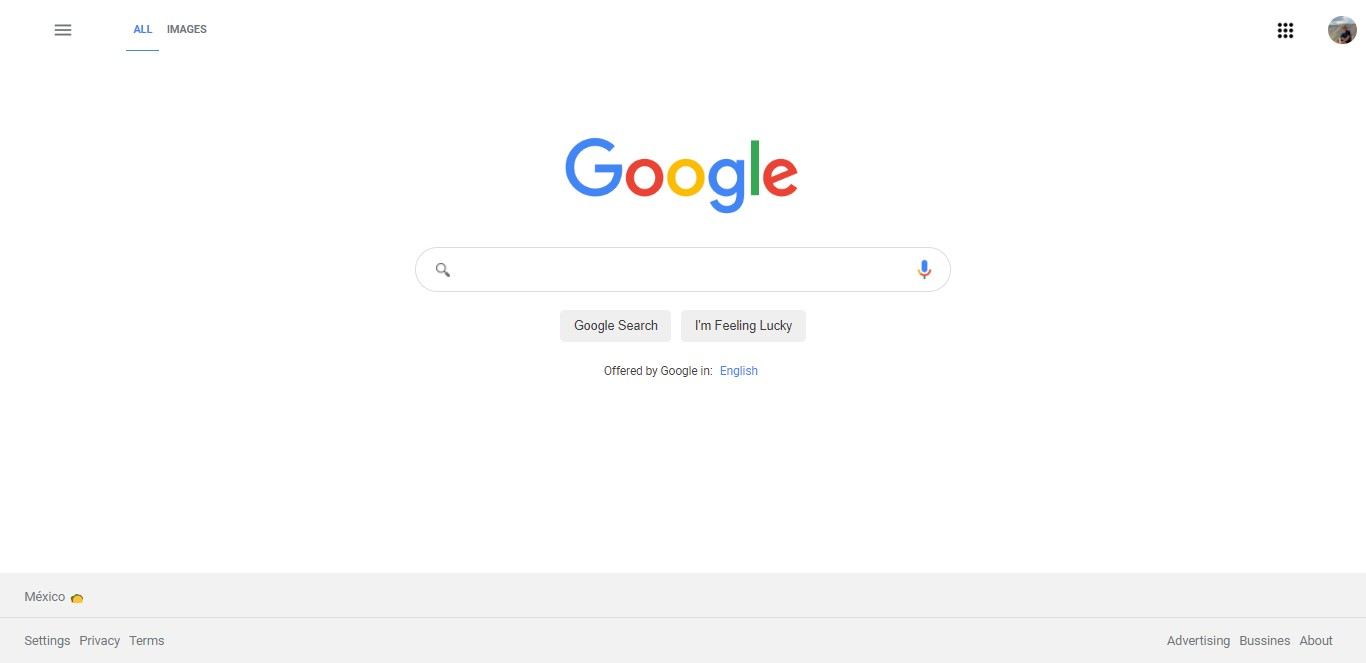 ALL IMAGES
Google
Google Search I'm Feeling Lucky
Offered by Google in: English
México
Settings Privacy Terms Advertising Bussines About